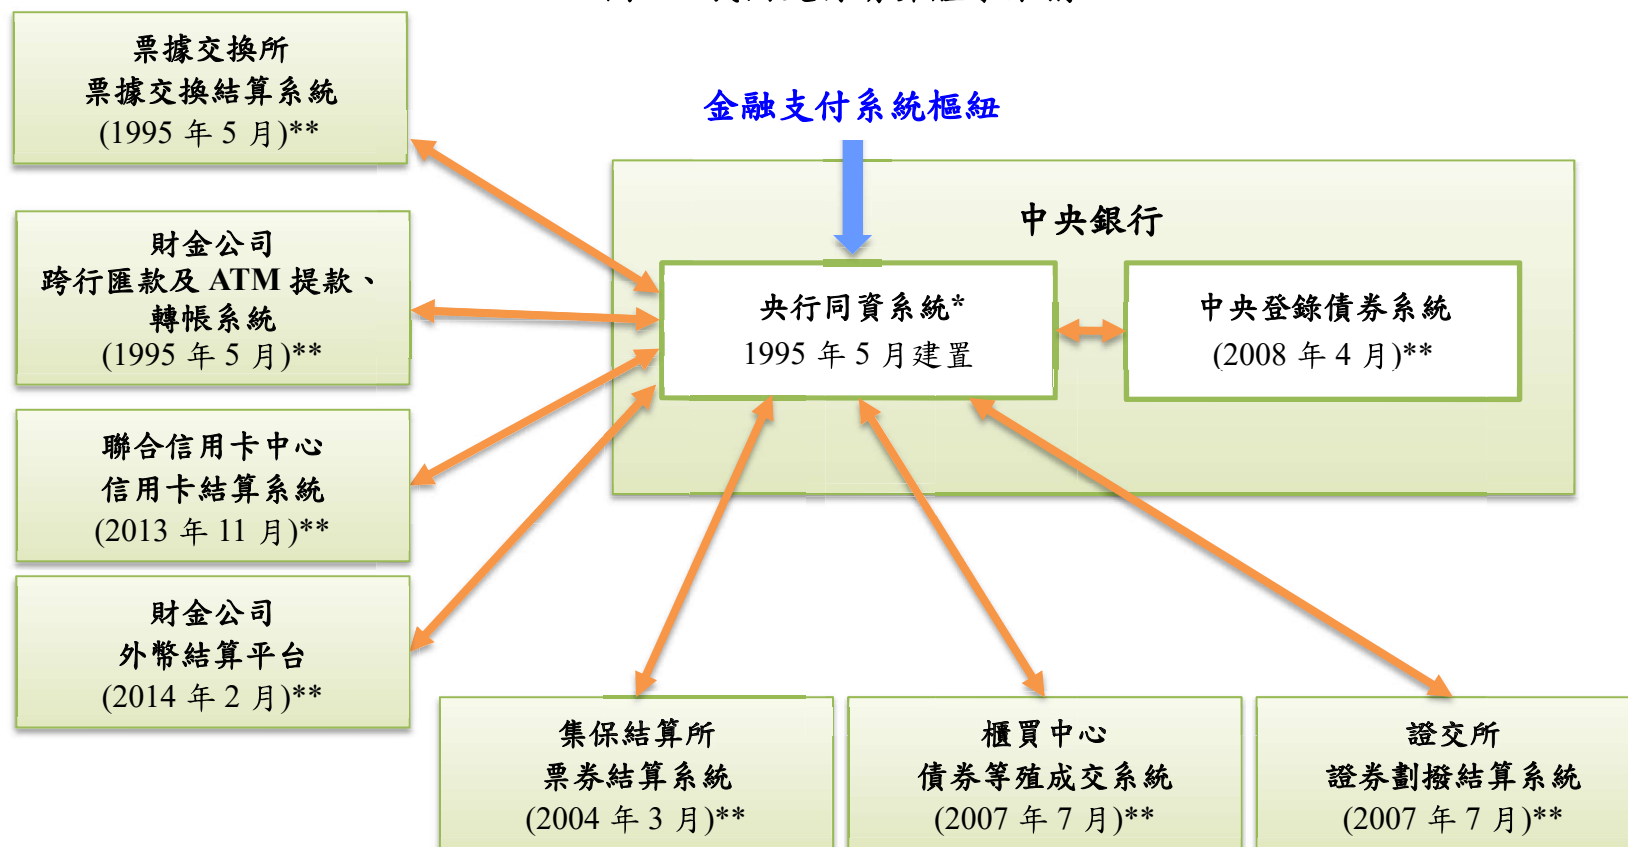 票據交換所
票據交換結算系統
(1995 年 5 月)**
金融支付系統樞紐
財金公司
跨行匯款及 ATM 提款、
轉帳系統
(1995 年 5 月)**
中央銀行
央行同資系統*
1995 年 5 月建置
中央登錄債券系統
(2008 年 4 月)**
聯合信用卡中心
信用卡結算系統
(2013 年 11 月)**
財金公司
外幣結算平台
(2014 年 2 月)**
集保結算所
票券結算系統
(2004 年 3 月)**
櫃買中心
債券等殖成交系統
(2007 年 7 月)**
證交所
證券劃撥結算系統
(2007 年 7 月)**